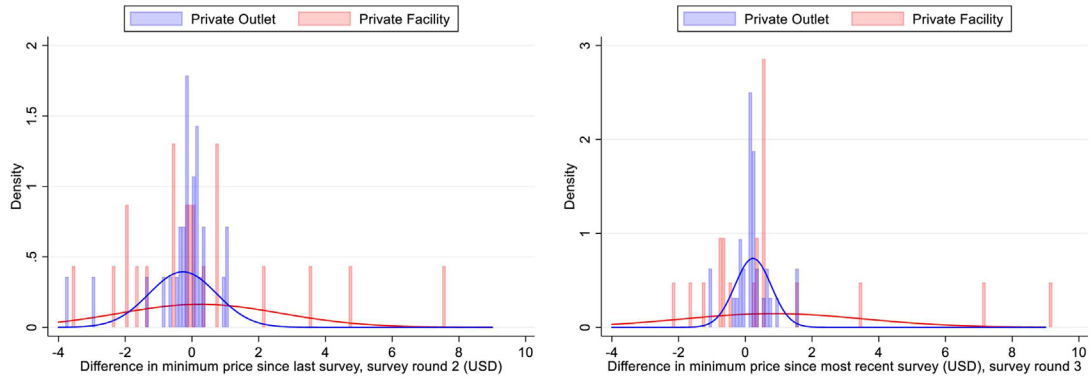 Private Outlet Private Facility
2
1.5
1
.5
0
Density
-4 -2 0 2 4 6 8 10
Difference in minimum price since last survey, survey round 2 (USD)
Private Outlet Private Facility
3
2
1
0
Density
-4 -2 0 2 4 6 8 10
Difference in minimum price since most recent survey (USD), survey round 3